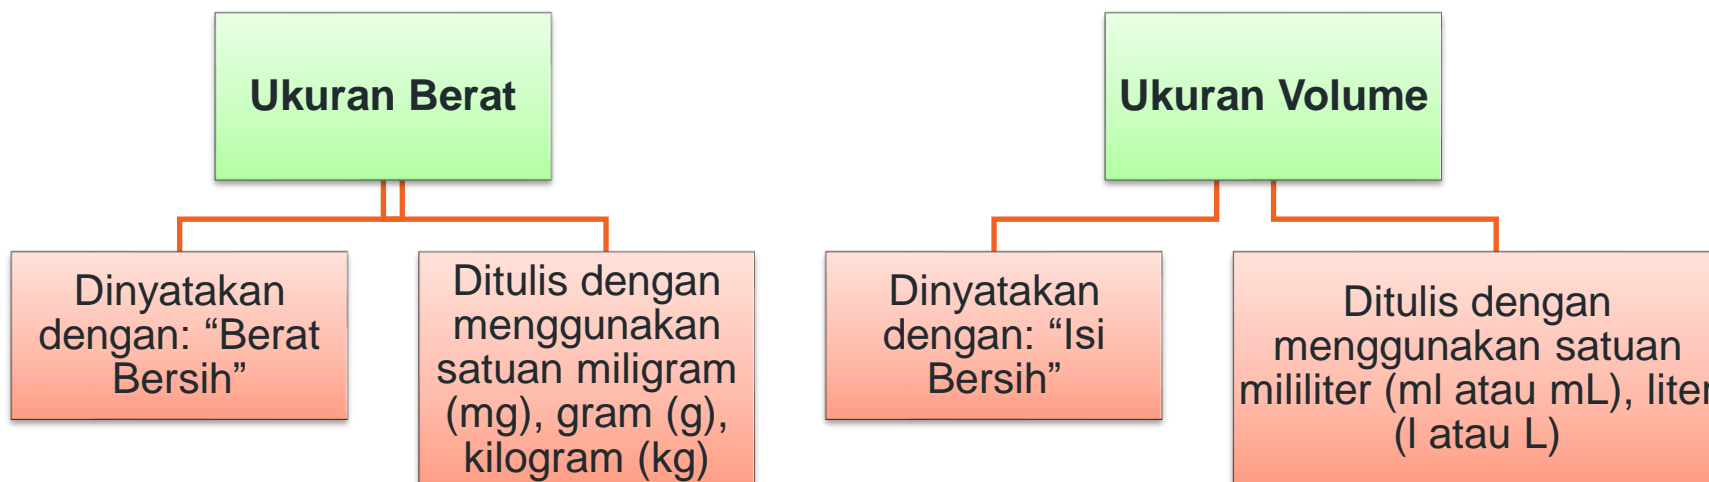 Ukuran Berat
Dinyatakan
dengan: “Berat
Bersih”
Ditulis dengan
menggunakan
satuan miligram
(mg), gram (g),
kilogram (kg)
Ukuran Volume
Dinyatakan
dengan: “Isi
Bersih”
Ditulis dengan
menggunakan satuan
mililiter (ml atau mL), liter
(l atau L)